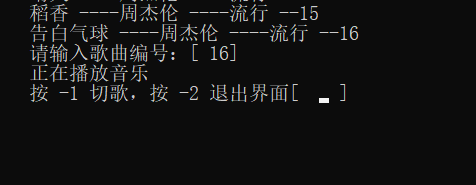 稻香 ----周杰伦----流行 --15
告白气球 ----周杰伦----流行 --16
请输入歌曲编号：[ 16]
正在播放音乐
按 -1 切歌，按 -2 退出界面[  _ ]